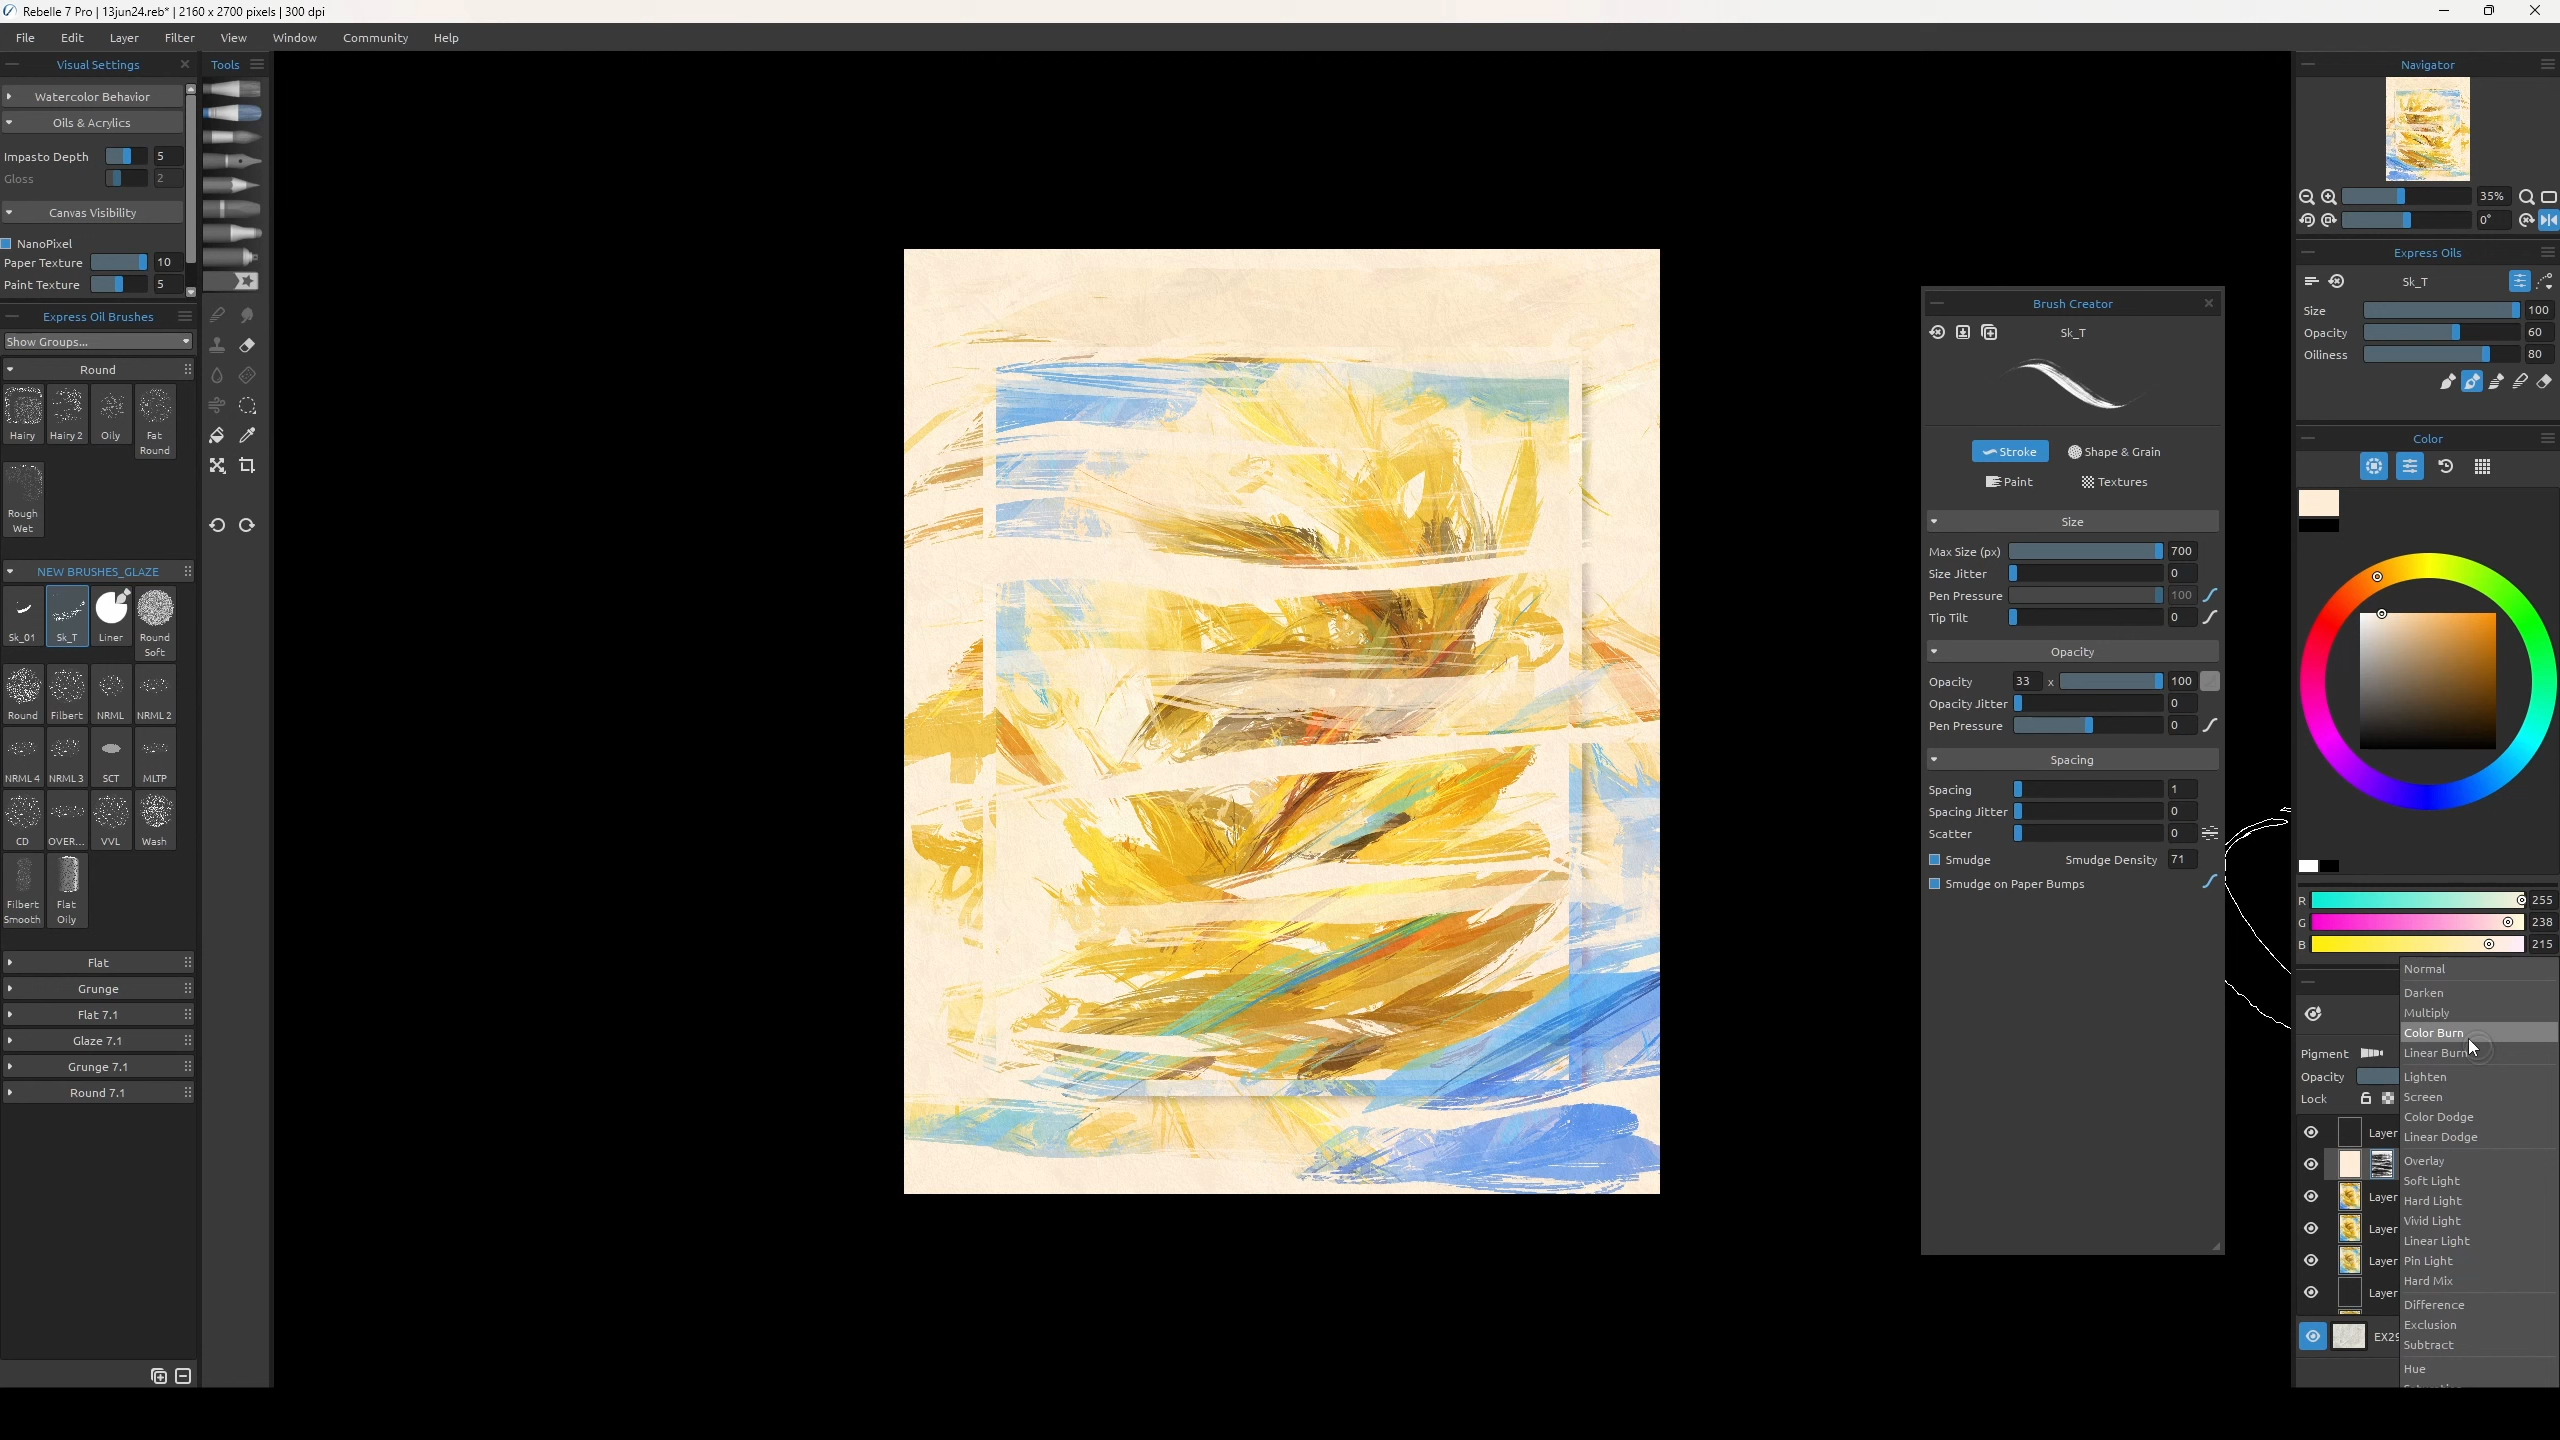 Rebelle 7 Pro | 13jun24.reb* | 2160 x 2700 pixels | 300 dpi
File Edit Layer Filter View Window Community Help
Visual Settings
Watercolor Behavior
Oils & Acrylics
Impasto Depth 5
Gloss 2
Canvas Visibility
NanoPixel
Paper Texture 10
Paint Texture 5
Express Oil Brushes
Show Groups...
Round
Hairy Hairy 2 Oily Fat Round
Rough Wet
NEW BRUSHES_GLAZE
Sk_01 Sk_T Liner Round Soft
Round Filbert NRML NRML 2
NRML 4 NRML 3 SCT MLTP
CD OVER... VVL Wash
Filbert Smooth Flat Oily
Flat
Grunge
Flat 7.1
Glaze 7.1
Grunge 7.1
Round 7.1
Tools
Brush Creator
Sk_T
Stroke Shape & Grain
Paint Textures
Size
Max Size (px) 700
Size Jitter 0
Pen Pressure 100
Tip Tilt 0
Opacity
Opacity 33 x 100
Opacity Jitter 0
Pen Pressure 0
Spacing
Spacing 1
Spacing Jitter 0
Scatter 0
Smudge Smudge Density 71
Smudge on Paper Bumps
Navigator
35%
0°
Express Oils
Sk_T
Size 100
Opacity 60
Oiliness 80
Color
R 255
G 238
B 215
Pigment
Opacity
Lock
Layer
Layer
Layer
Layer
Layer
EX29
Normal
Darken
Multiply
Color Burn
Linear Burn
Lighten
Screen
Color Dodge
Linear Dodge
Overlay
Soft Light
Hard Light
Vivid Light
Linear Light
Pin Light
Hard Mix
Difference
Exclusion
Subtract
Hue